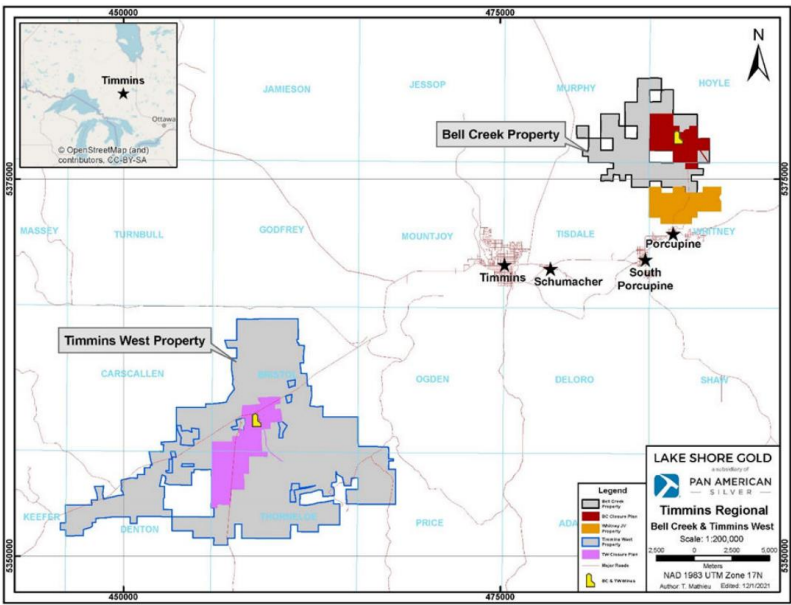 450000
475000
Timmins
Ottawa
© OpenStreetMap (and)
contributors, CC-BY-SA
JAMIESON
JESSOP
MURPHY
HOYLE
N
Bell Creek Property
5375000
5375000
MASSEY
TURNBULL
GODFREY
MOUNTJOY
TISDALE
WHITNEY
Porcupine
Timmins
Schumacher
South
Porcupine
Timmins West Property
CARSCALLEN
BRISTOL
OGDEN
DELORO
SHAW
KEEFER
DENTON
THORNELOE
PRICE
5350000
5350000
Legend
Bell Creek
Property
BC Closure Plan
Whitney JV
Property
Timmins West
Property
TW Closure Plan
Major Roads
BC & TW Mines
LAKE SHORE GOLD
a subsidiary of
PAN AMERICAN
SILVER
Timmins Regional
Bell Creek & Timmins West
Scale: 1:200,000
2,500 0 2,500 5,000
Meters
NAD 1983 UTM Zone 17N
Author: T. Mathieu Edited: 12/1/2021
450000
475000